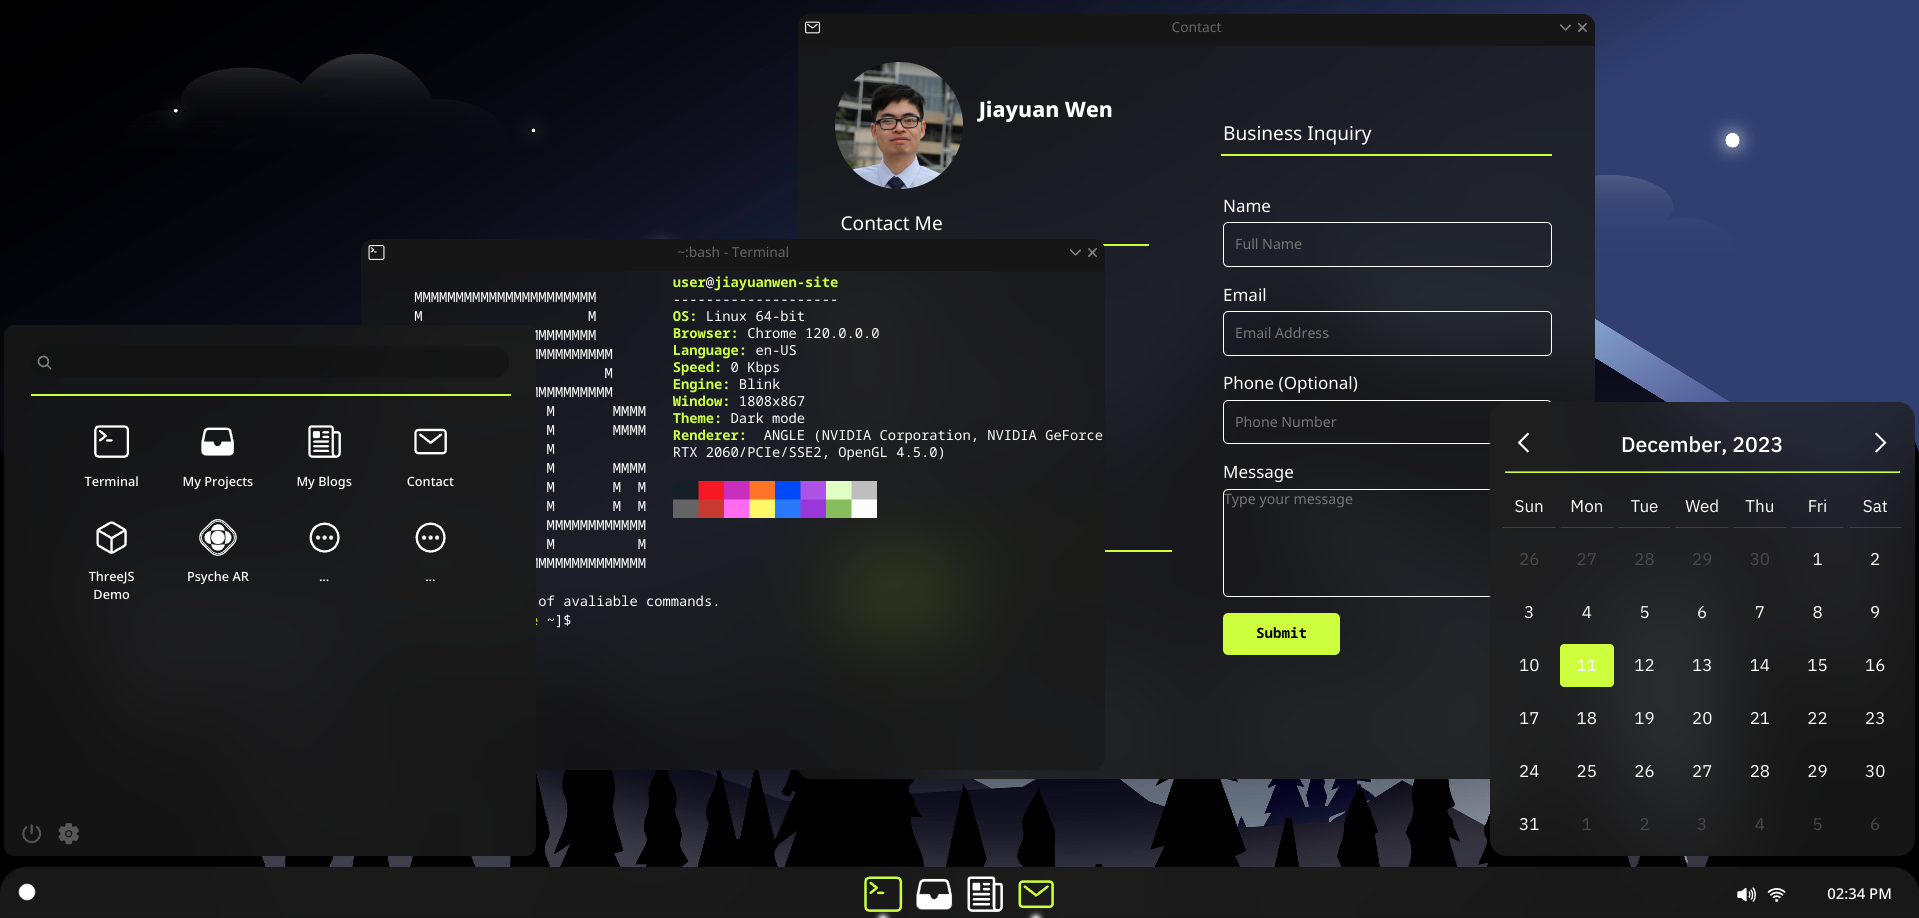 Contact
Jiayuan Wen
Contact Me
Business Inquiry
Name
Full Name
Email
Email Address
Phone (Optional)
Phone Number
Message
Type your message
Submit
~:bash - Terminal
MMMMMMMMMMMMMMMMMMMMMM
M                    M
MMMMMMMM
MMMMMMMMMM
M
MMMMMMMMMM
M       MMMM
M       MMMM
M
M       MMMM
M       M  M
M       M  M
MMMMMMMMMMMM
M          M
MMMMMMMMMMMMMM
user@jiayuanwen-site
--------------------
OS: Linux 64-bit
Browser: Chrome 120.0.0.0
Language: en-US
Speed: 0 Kbps
Engine: Blink
Window: 1808x867
Theme: Dark mode
Renderer:  ANGLE (NVIDIA Corporation, NVIDIA GeForce
RTX 2060/PCIe/SSE2, OpenGL 4.5.0)
of avaliable commands.
~]$
Terminal
My Projects
My Blogs
Contact
ThreeJS
Demo
Psyche AR
...
...
December, 2023
Sun Mon Tue Wed Thu Fri Sat
26 27 28 29 30 1 2
3 4 5 6 7 8 9
10 11 12 13 14 15 16
17 18 19 20 21 22 23
24 25 26 27 28 29 30
31 1 2 3 4 5 6
02:34 PM